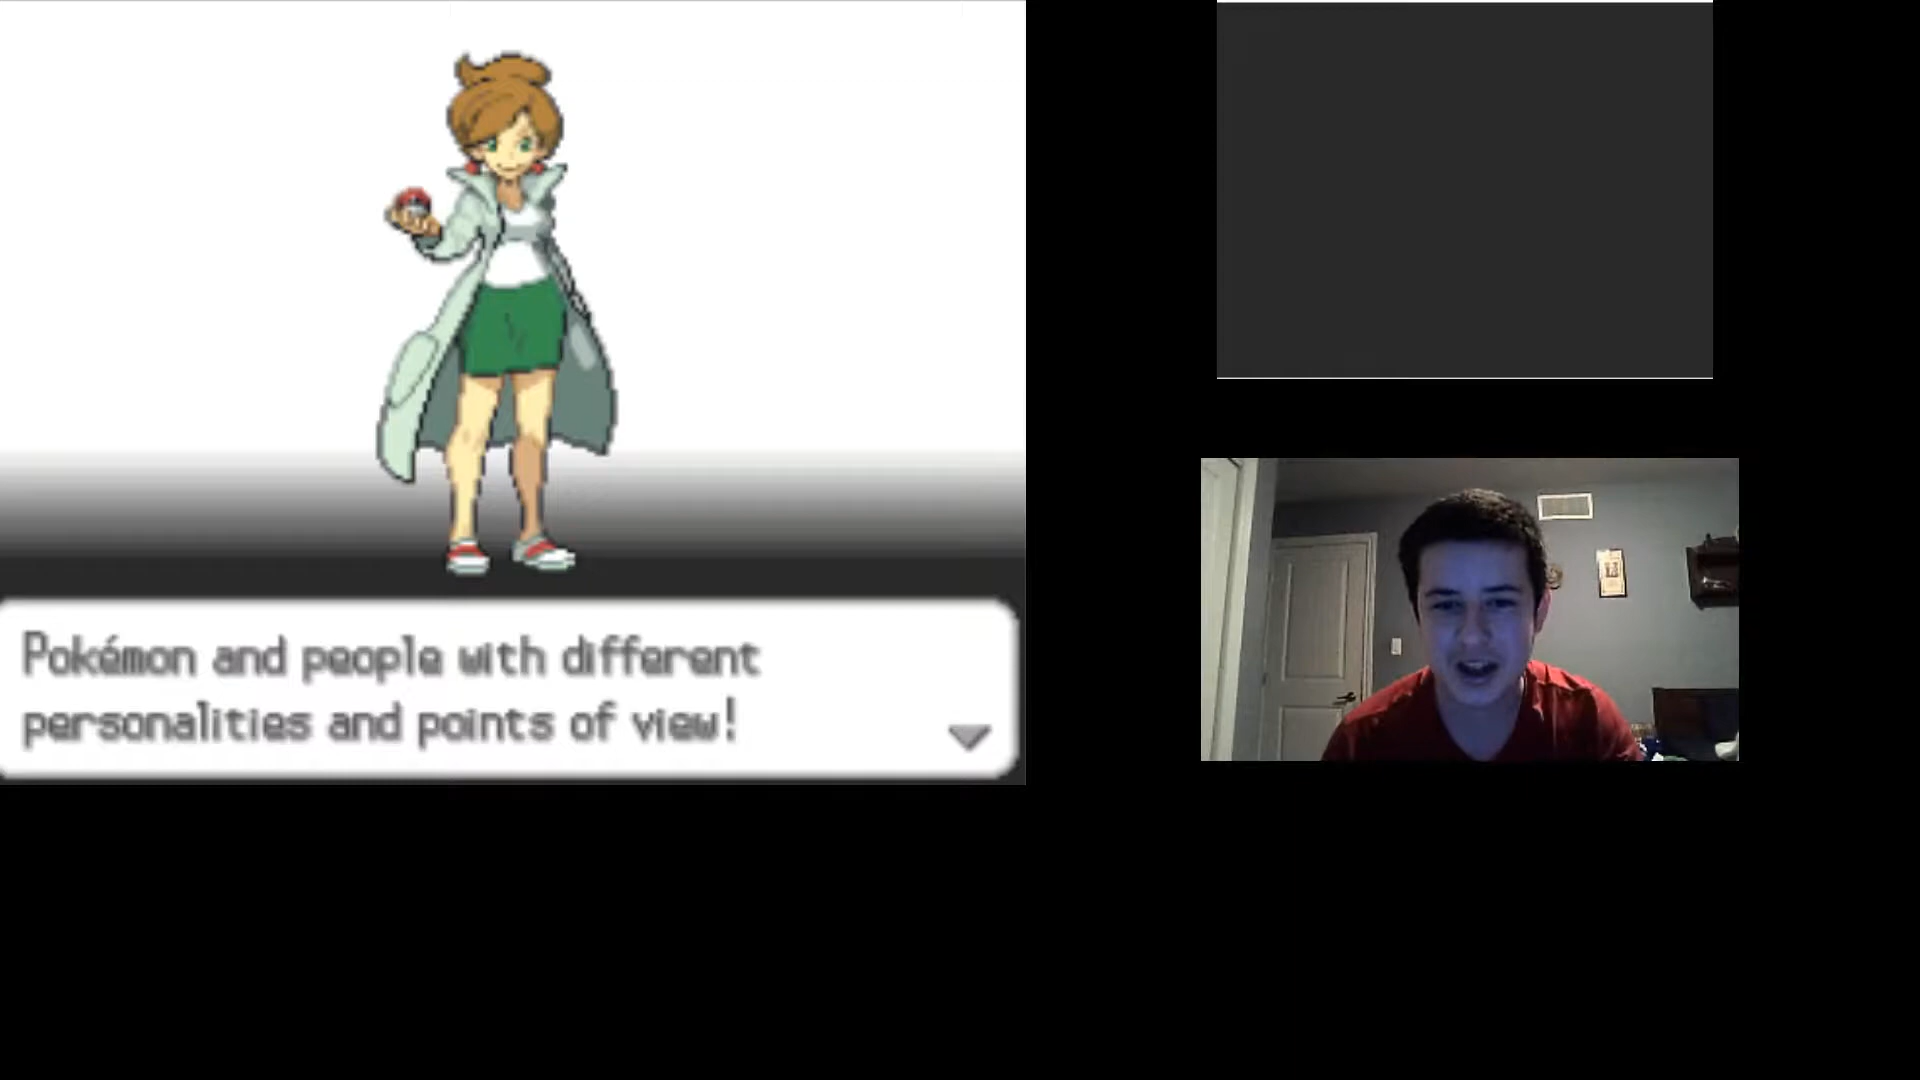 Pokémon and people with different
personalities and points of view!